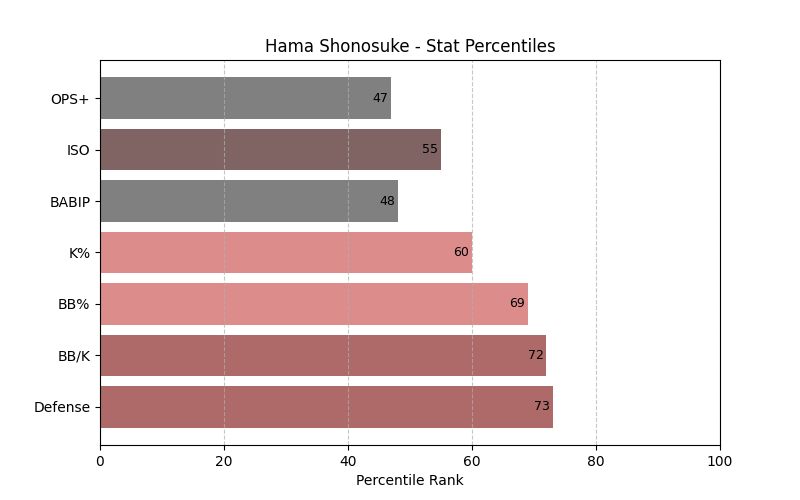 Hama Shonosuke - Stat Percentiles
OPS+ 47
ISO 55
BABIP 48
K% 60
BB% 69
BB/K 72
Defense 73
0 20 40 60 80 100
Percentile Rank